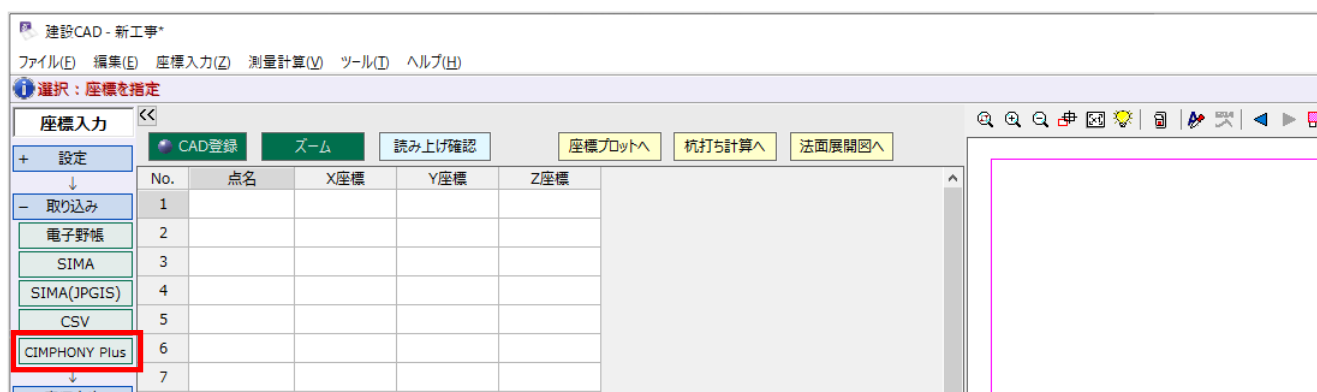 建設CAD - 新工事*
ファイル(F) 編集(E) 座標入力(Z) 測量計算(V) ツール(T) ヘルプ(H)
選択：座標を指定
座標入力 <<
CAD登録 ズーム 読み上げ確認 座標プロットへ 杭打ち計算へ 法面展開図へ
+ 設定
↓
No. 点名 X座標 Y座標 Z座標
− 取り込み
1
電子野帳
2
SIMA
3
SIMA(JPGIS)
4
CSV
5
CIMPHONY Plus
6
↓
7